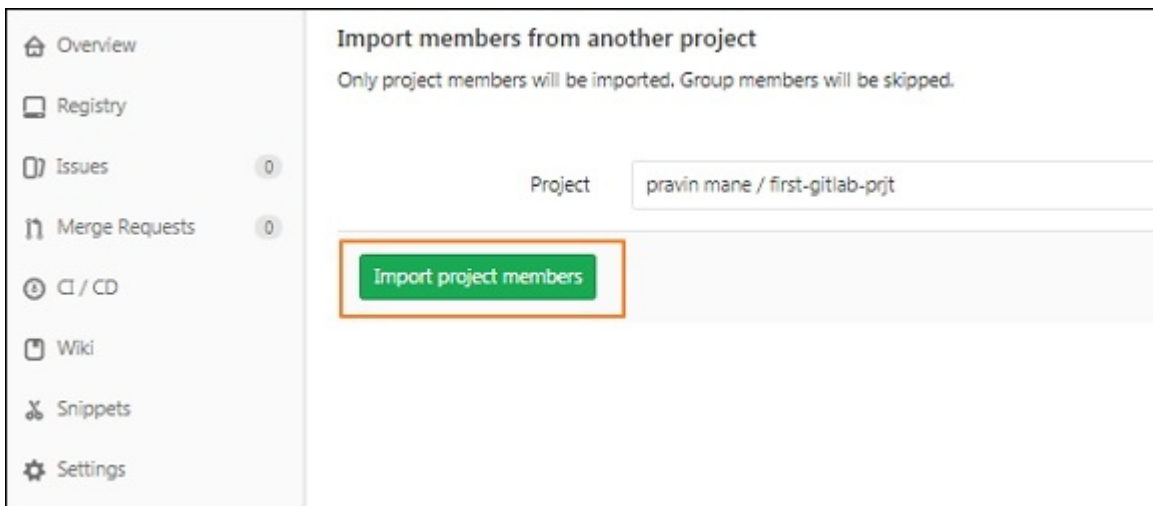 Overview
Registry
Issues 0
Merge Requests 0
CI / CD
Wiki
Snippets
Settings
Import members from another project
Only project members will be imported. Group members will be skipped.
Project pravin mane / first-gitlab-prjt
Import project members